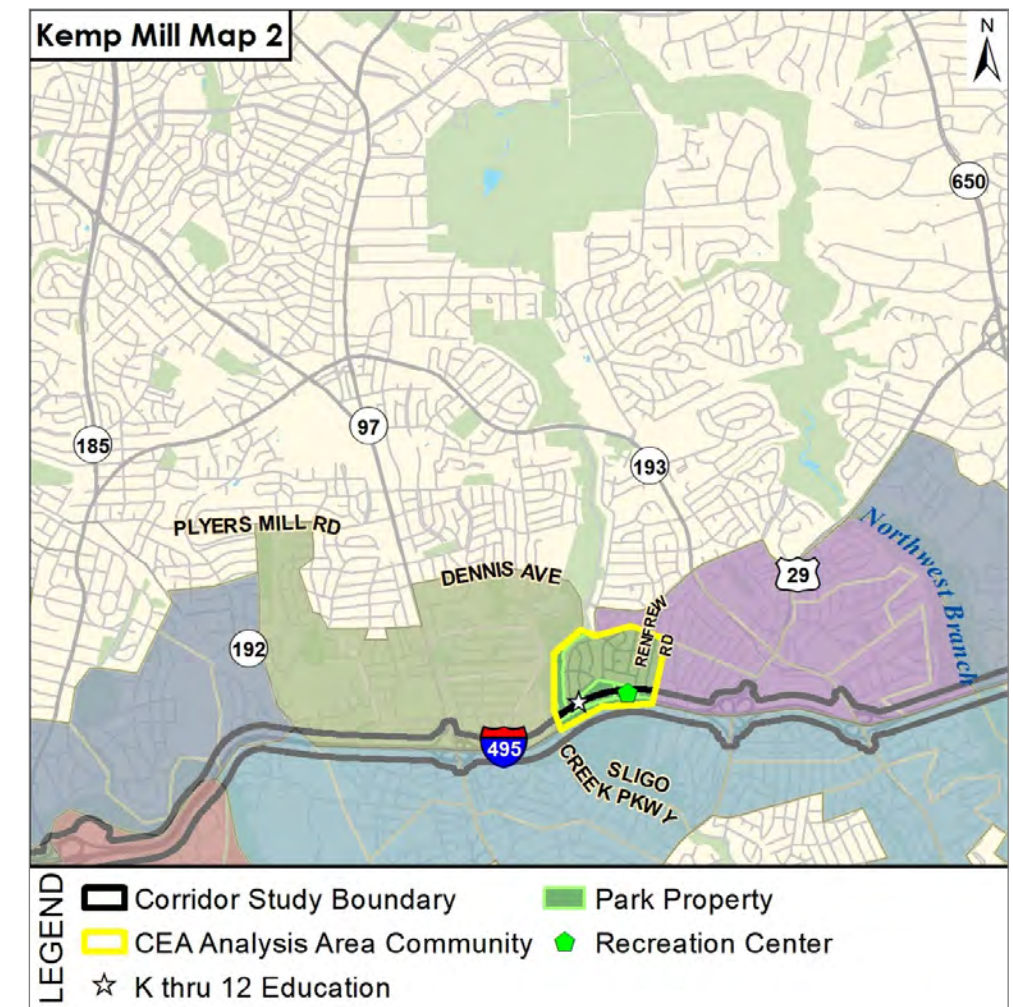 Kemp Mill Map 2
N
650
185
97
193
PLYERS MILL RD
DENNIS AVE
29
Northwest Branch
RENFREW
RD
192
495
SLIGO
CREEK PKWY
LEGEND
Corridor Study Boundary
Park Property
CEA Analysis Area Community
Recreation Center
K thru 12 Education